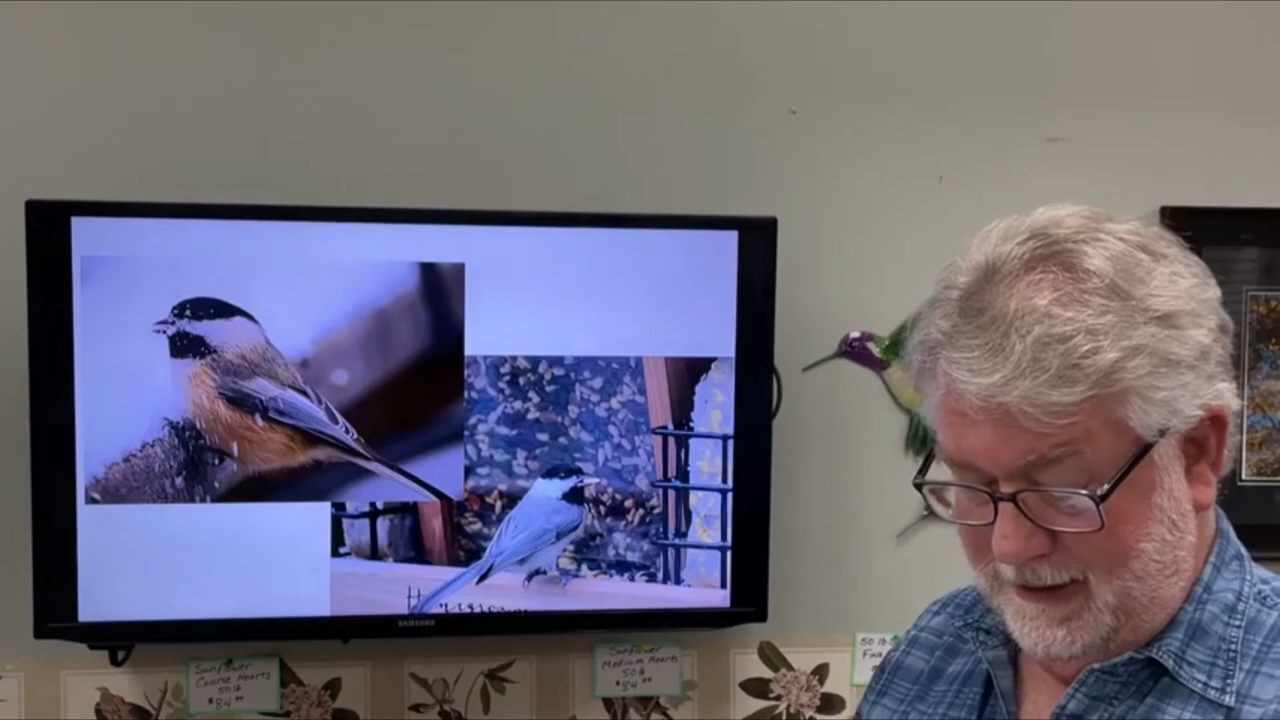 SAMSUNG
Sunflower
Coarse Hearts
50 lb
$84.99
Sunflower
Medium Hearts
50 lb
$84.99
50 lb